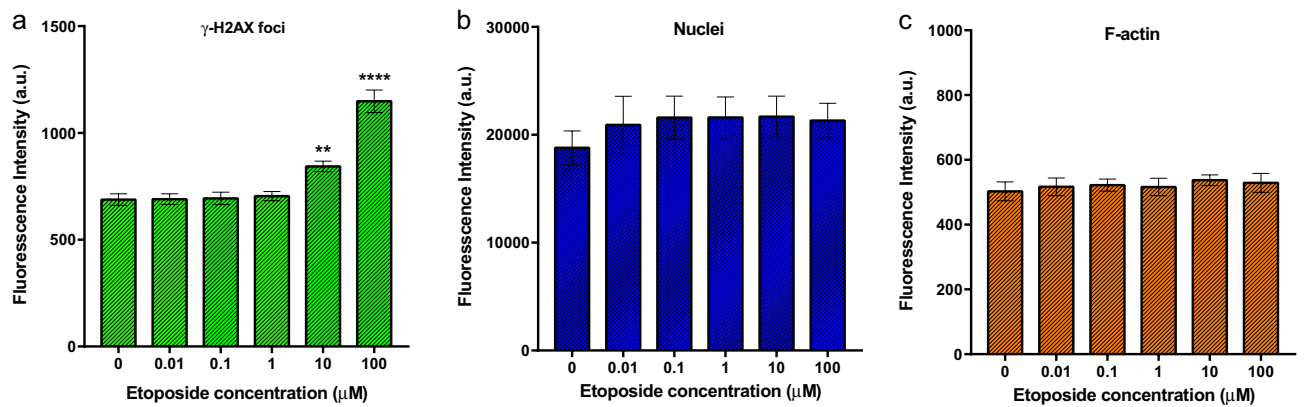 a
γ-H2AX foci
Fluorescence Intensity (a.u.)
1500
1000
500
0
**
****
0 0.01 0.1 1 10 100
Etoposide concentration (μM)
b
Nuclei
Fluorescence Intensity (a.u.)
30000
20000
10000
0
0 0.01 0.1 1 10 100
Etoposide concentration (μM)
c
F-actin
Fluorescence Intensity (a.u.)
1000
800
600
400
200
0
0 0.01 0.1 1 10 100
Etoposide concentration (μM)